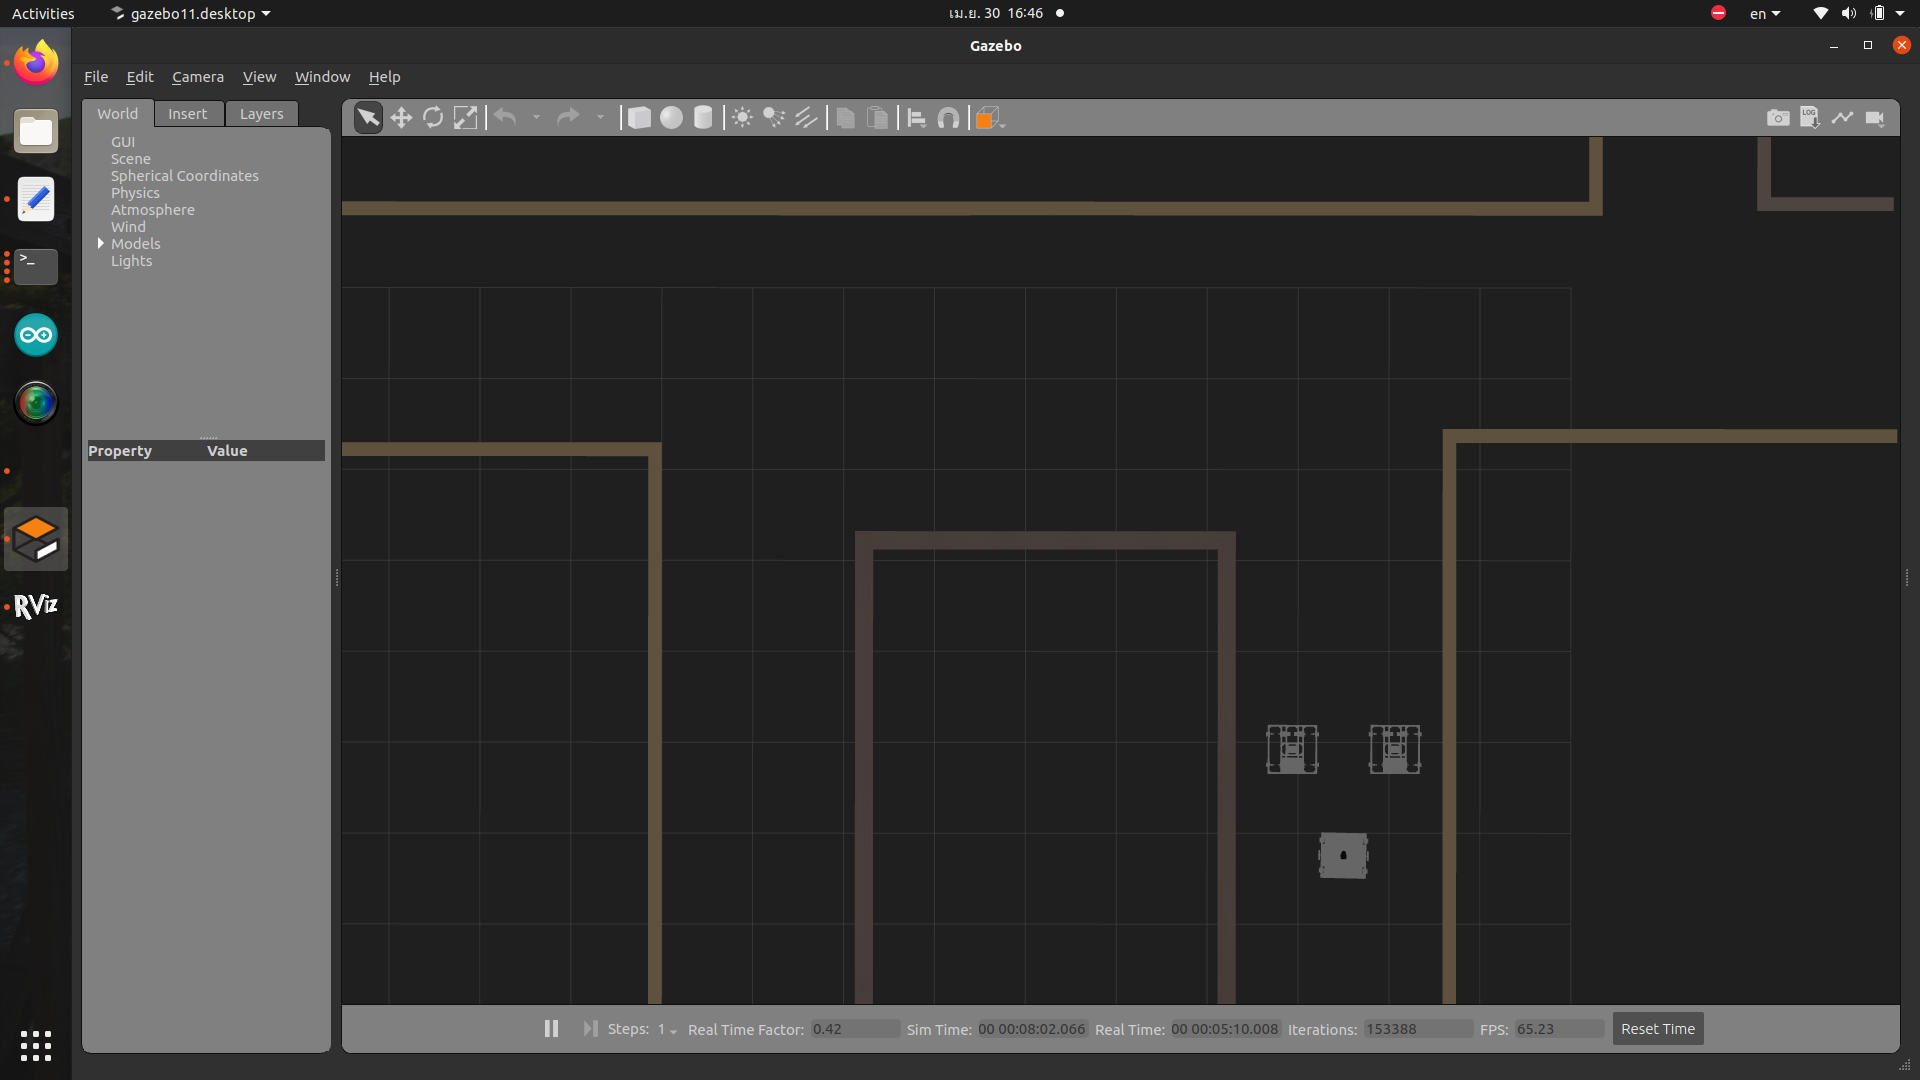 Activities gazebo11.desktop เม.ย. 30 16:46 en
Gazebo
File Edit Camera View Window Help
World Insert Layers
LOG
GUI
Scene
Spherical Coordinates
Physics
Atmosphere
Wind
Models
Lights
Property Value
>_
RViz
Steps: 1 Real Time Factor: 0.42 Sim Time: 00 00:08:02.066 Real Time: 00 00:05:10.008 Iterations: 153388 FPS: 65.23 Reset Time